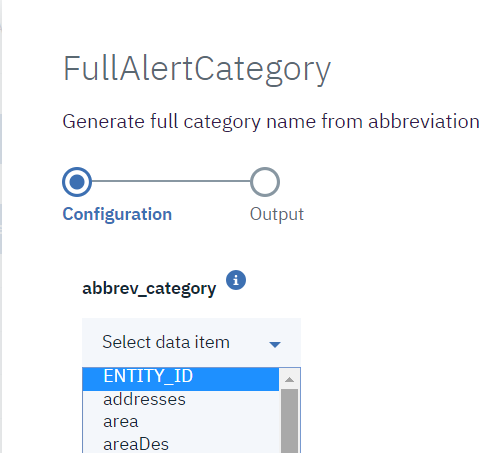 FullAlertCategory
Generate full category name from abbreviation
Configuration
Output
abbrev_category
Select data item
ENTITY_ID
addresses
area
areaDes